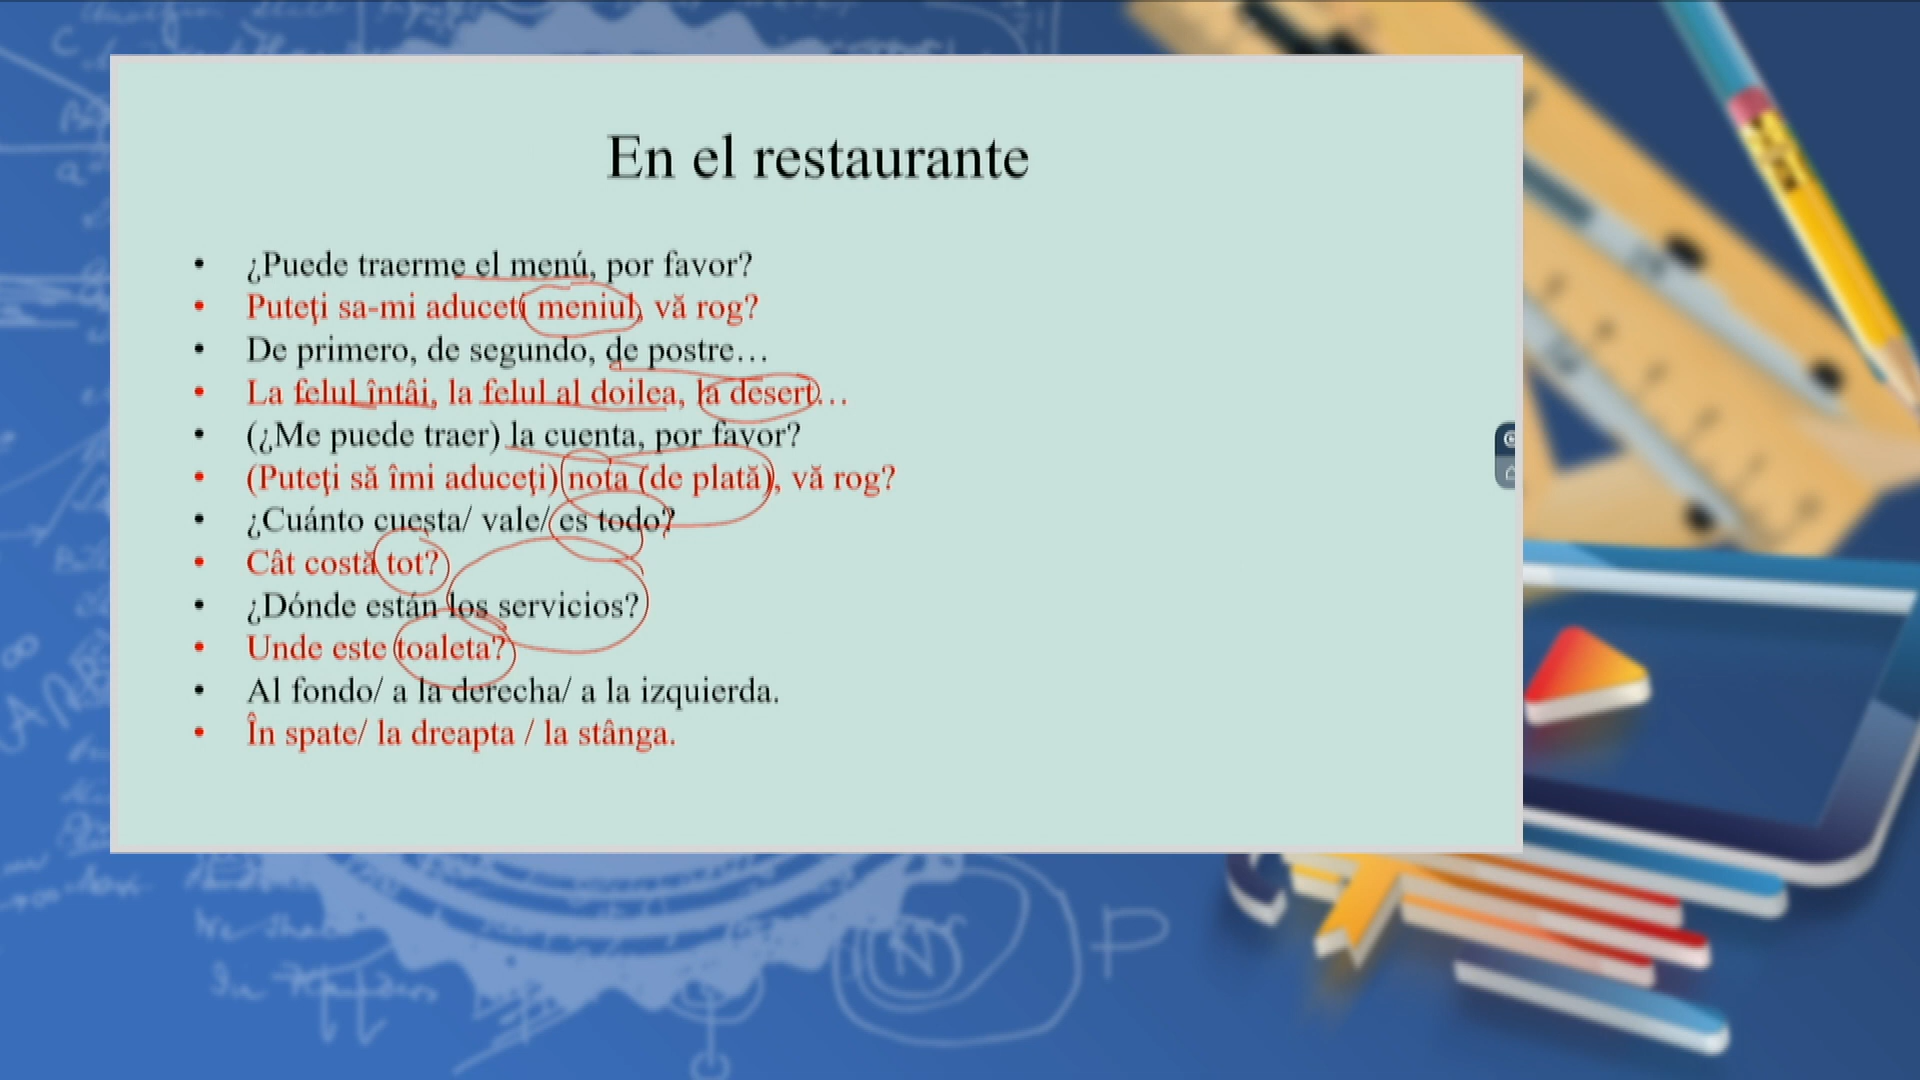 En el restaurante
• ¿Puede traerme el menú, por favor?
• Puteţi sa-mi aduceti meniul, vă rog?
• De primero, de segundo, de postre…
• La felul întâi, la felul al doilea, la desert…
• (¿Me puede traer) la cuenta, por favor?
• (Puteţi să îmi aduceţi) nota (de plată), vă rog?
• ¿Cuánto cuesta/ vale/ es todo?
• Cât costă tot?
• ¿Dónde están los servicios?
• Unde este toaleta?
• Al fondo/ a la derecha/ a la izquierda.
• În spate/ la dreapta / la stânga.
N
P